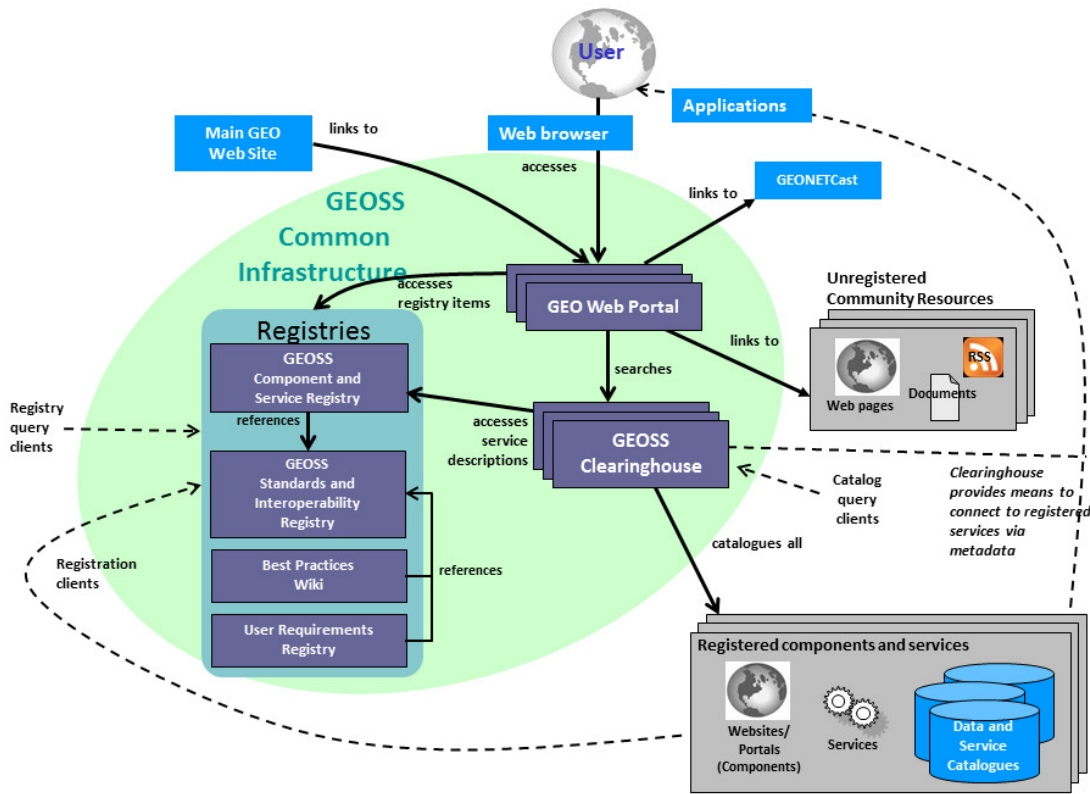 User
Applications
Main GEO
Web Site
links to
Web browser
accesses
GEONETCast
links to
GEOSS
Common
Infrastructure
accesses
registry items
GEO Web Portal
Unregistered
Community Resources
links to
RSS
Web pages
Documents
searches
Registries
GEOSS
Component and
Service Registry
references
accesses
service
descriptions
GEOSS
Clearinghouse
Registry
query
clients
GEOSS
Standards and
Interoperability
Registry
Catalog
query
clients
Clearinghouse
provides means to
connect to registered
services via
metadata
catalogues all
Registration
clients
Best Practices
Wiki
references
User Requirements
Registry
Registered components and services
Websites/
Portals
(Components)
Services
Data and
Service
Catalogues